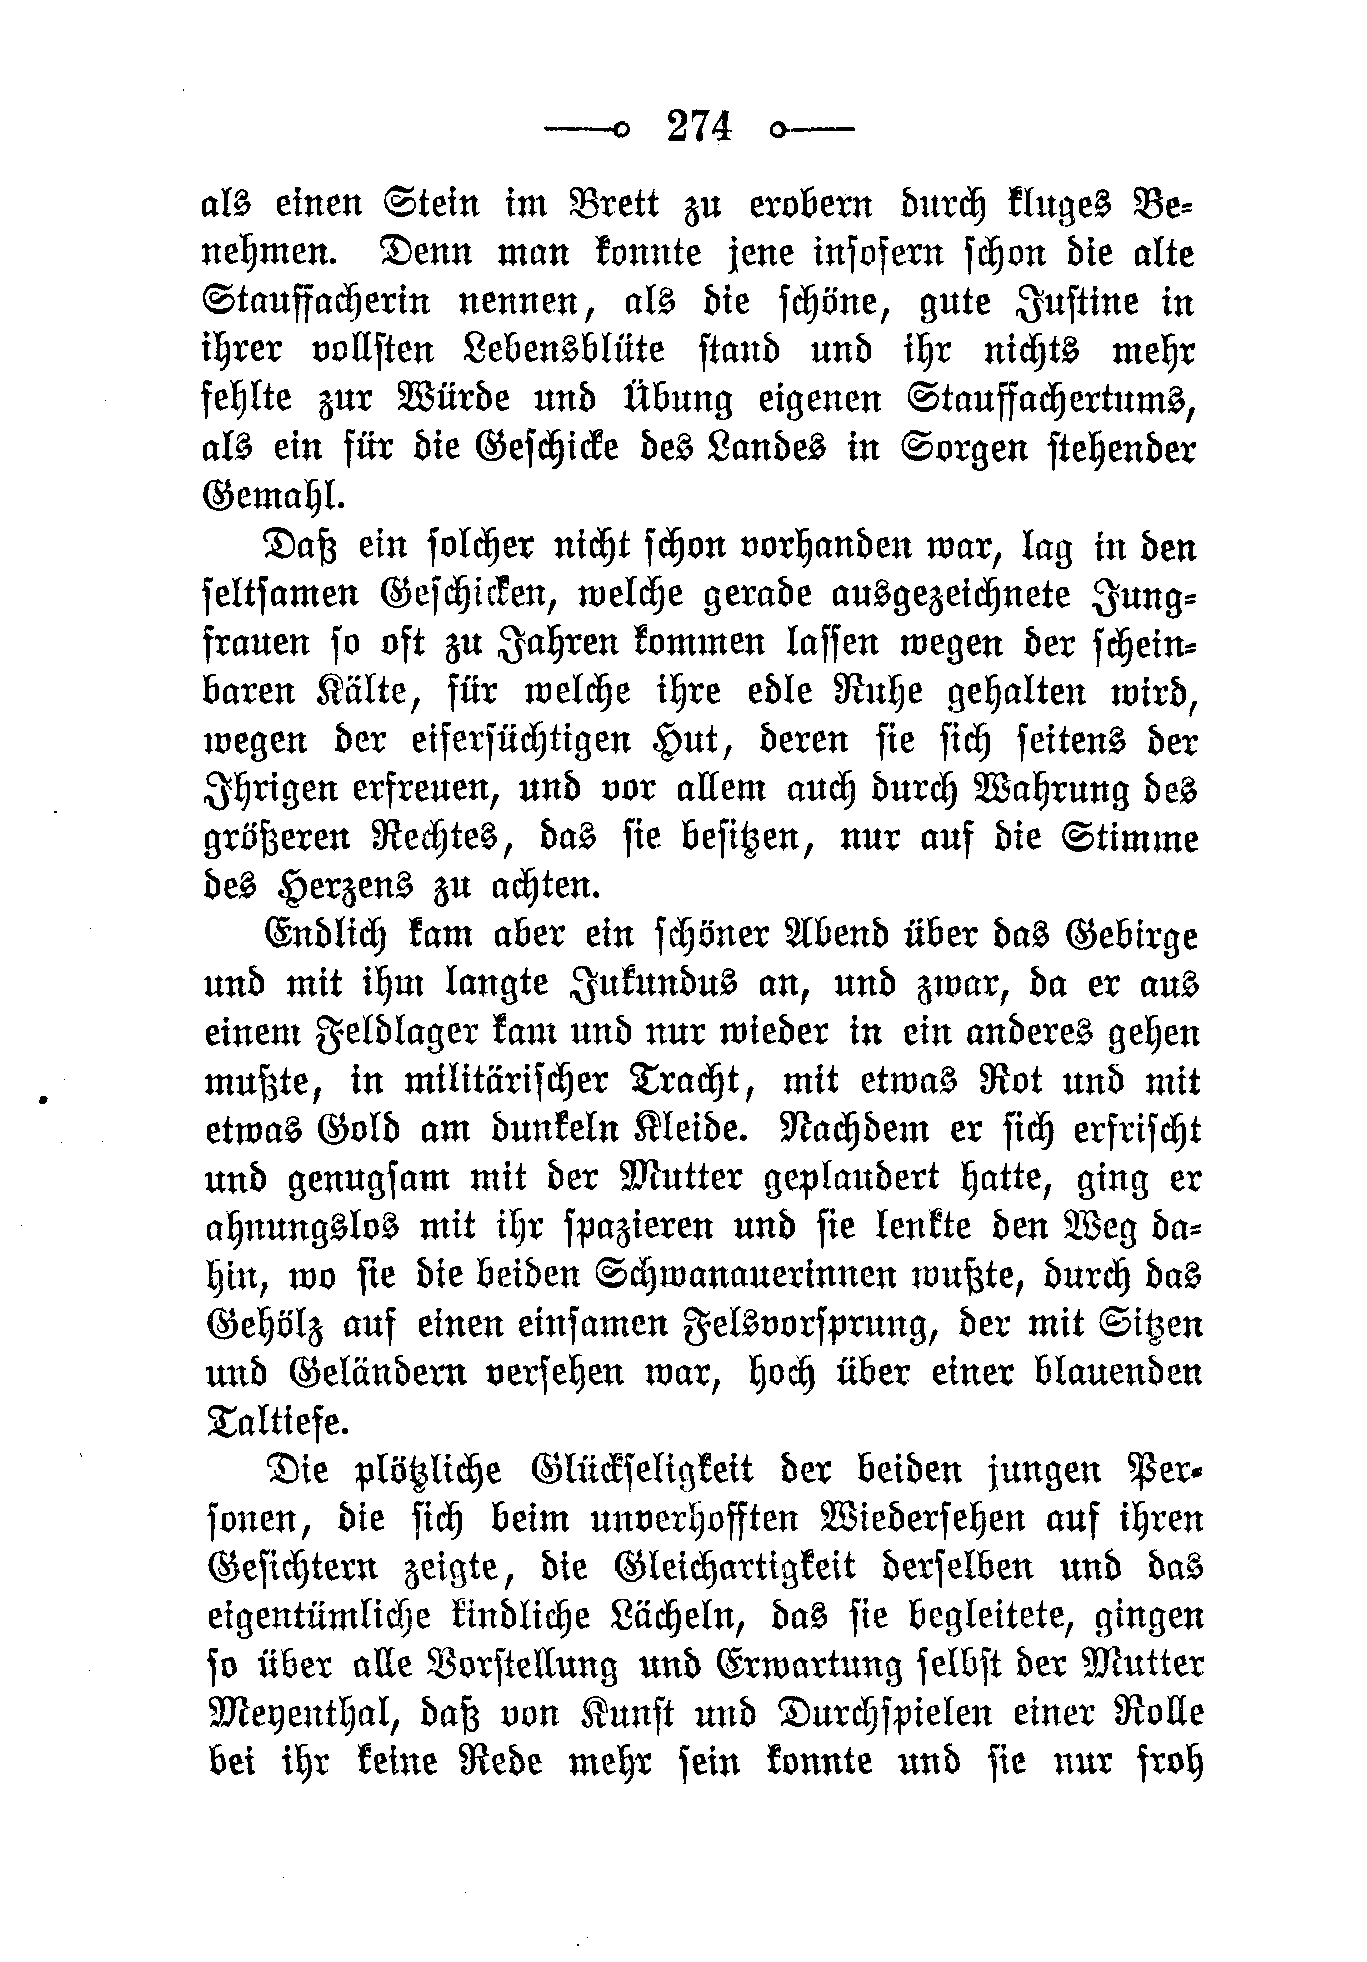 274
als einen Stein im Brett zu erobern durch kluges Be-
nehmen. Denn man konnte jene insofern schon die alte
Stauffacherin nennen, als die schöne, gute Justine in
ihrer vollsten Lebensblüte stand und ihr nichts mehr
fehlte zur Würde und Übung eigenen Stauffachertums,
als ein für die Geschicke des Landes in Sorgen stehender
Gemahl.
Daß ein solcher nicht schon vorhanden war, lag in den
seltsamen Geschicken, welche gerade ausgezeichnete Jung-
frauen so oft zu Jahren kommen lassen wegen der schein-
baren Kälte, für welche ihre edle Ruhe gehalten wird,
wegen der eifersüchtigen Hut, deren sie sich seitens der
Ihrigen erfreuen, und vor allem auch durch Wahrung des
größeren Rechtes, das sie besitzen, nur auf die Stimme
des Herzens zu achten.
Endlich kam aber ein schöner Abend über das Gebirge
und mit ihm langte Jukundus an, und zwar, da er aus
einem Feldlager kam und nur wieder in ein anderes gehen
mußte, in militärischer Tracht, mit etwas Rot und mit
etwas Gold am dunkeln Kleide. Nachdem er sich erfrischt
und genugsam mit der Mutter geplaudert hatte, ging er
ahnungslos mit ihr spazieren und sie lenkte den Weg da-
hin, wo sie die beiden Schwanauerinnen wußte, durch das
Gehölz auf einen einsamen Felsvorsprung, der mit Sitzen
und Geländern versehen war, hoch über einer blauenden
Taltiefe.
Die plötzliche Glückseligkeit der beiden jungen Per-
sonen, die sich beim unverhofften Wiedersehen auf ihren
Gesichtern zeigte, die Gleichartigkeit derselben und das
eigentümliche kindliche Lächeln, das sie begleitete, gingen
so über alle Vorstellung und Erwartung selbst der Mutter
Meyenthal, daß von Kunst und Durchspielen einer Rolle
bei ihr keine Rede mehr sein konnte und sie nur froh